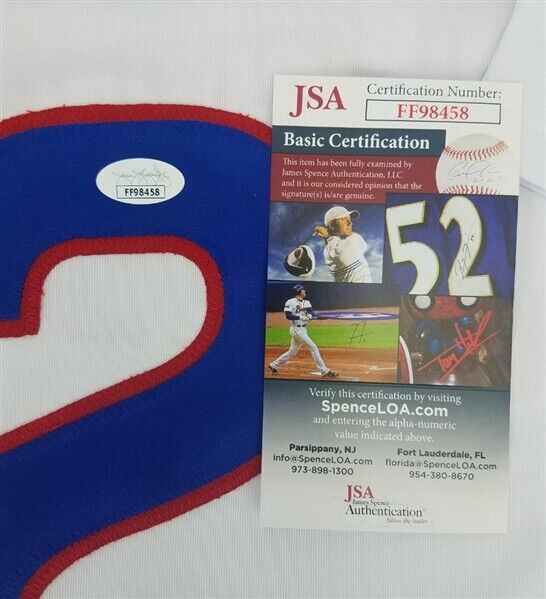 FF98458
JSA
Certification Number:
FF98458
Basic Certification
This item has been fully examined by
James Spence Authentication, LLC
and it is our considered opinion that the
signature(s) is/are genuine.
52
Verify this certification by visiting
SpenceLOA.com
and entering the alpha-numeric
value indicated above.
Parsippany, NJ
info@SpenceLOA.com
973-898-1300
Fort Lauderdale, FL
florida@SpenceLOA.com
954-380-8670
JSA
James Spence
Authentication
follow the leader